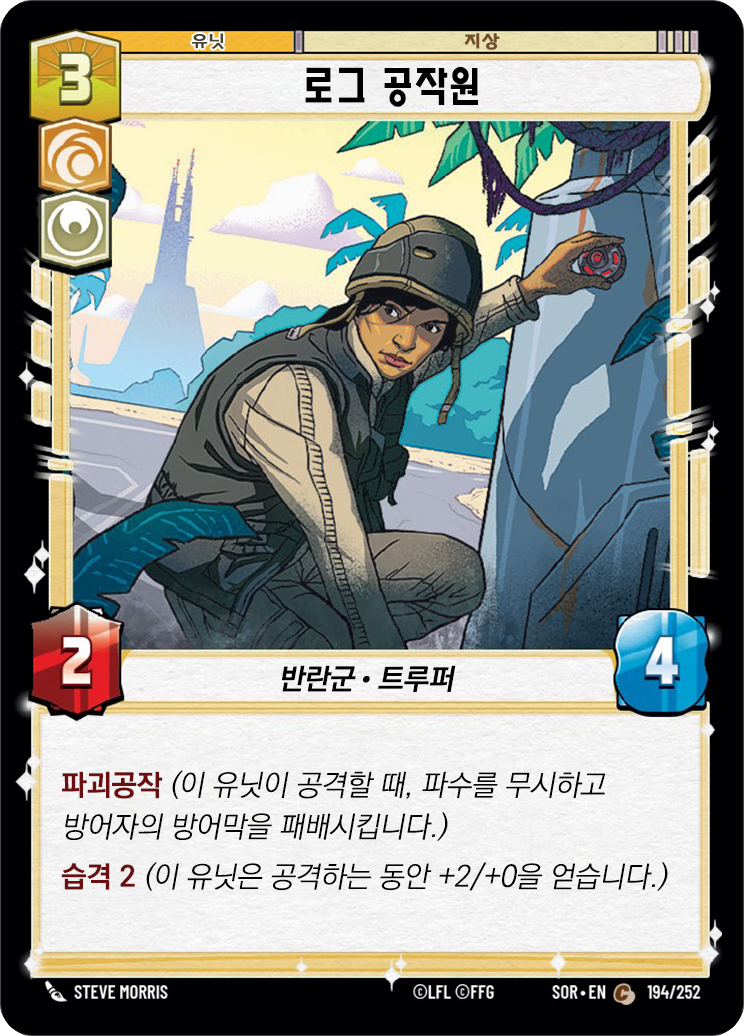 유닛
지상
3
로그 공작원
2
반란군 • 트루퍼
4
파괴공작 (이 유닛이 공격할 때, 파수를 무시하고
방어자의 방어막을 패배시킵니다.)
습격 2 (이 유닛은 공격하는 동안 +2/+0을 얻습니다.)
STEVE MORRIS
©LFL ©FFG
SOR • EN C 194/252